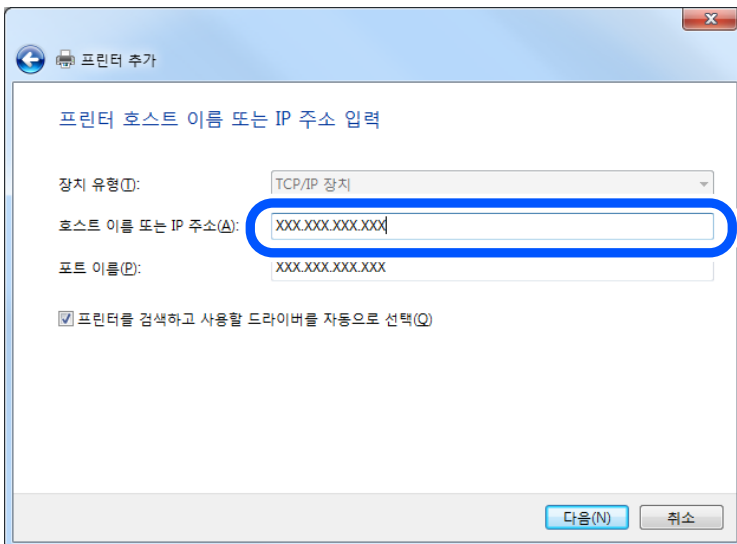 프린터 추가
프린터 호스트 이름 또는 IP 주소 입력
장치 유형(T): TCP/IP 장치
호스트 이름 또는 IP 주소(A): XXX.XXX.XXX.XXX
포트 이름(P): XXX.XXX.XXX.XXX
프린터를 검색하고 사용할 드라이버를 자동으로 선택(Q)
다음(N) 취소